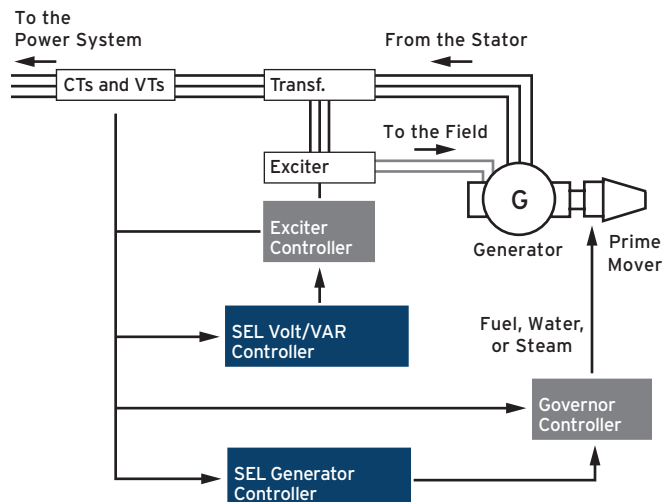 To the
Power System
From the Stator
CTs and VTs
Transf.
To the Field
Exciter
G
Exciter
Controller
Generator
Prime
Mover
SEL Volt/VAR
Controller
Fuel, Water,
or Steam
Governor
Controller
SEL Generator
Controller